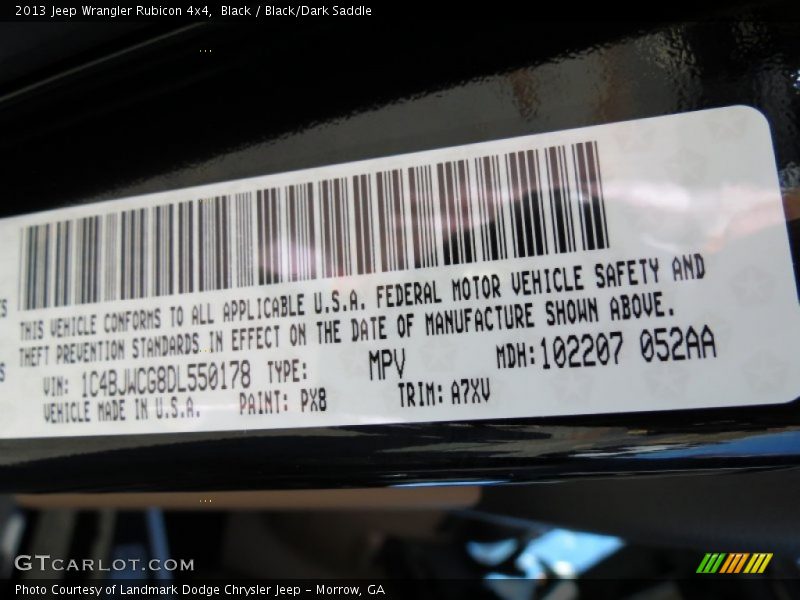 2013 Jeep Wrangler Rubicon 4x4,  Black / Black/Dark Saddle
THIS VEHICLE CONFORMS TO ALL APPLICABLE U.S.A. FEDERAL MOTOR VEHICLE SAFETY AND
THEFT PREVENTION STANDARDS IN EFFECT ON THE DATE OF MANUFACTURE SHOWN ABOVE.
VIN: 1C4BJWCG8DL550178 TYPE: MPV MDH:102207 052AA
VEHICLE MADE IN U.S.A. PAINT: PX8 TRIM: A7XV
GTCARLOT.COM
Photo Courtesy of Landmark Dodge Chrysler Jeep - Morrow, GA